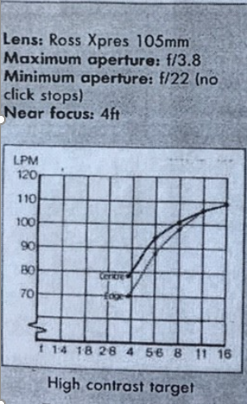 Lens: Ross Xpres 105mm
Maximum aperture: f/3.8
Minimum aperture: f/22 (no
click stops)
Near focus: 4ft
LPM
120
110
100
90
80
Centre
Edge
70
f 1·4 1·8 2·8 4 5·6 8 11 16
High contrast target